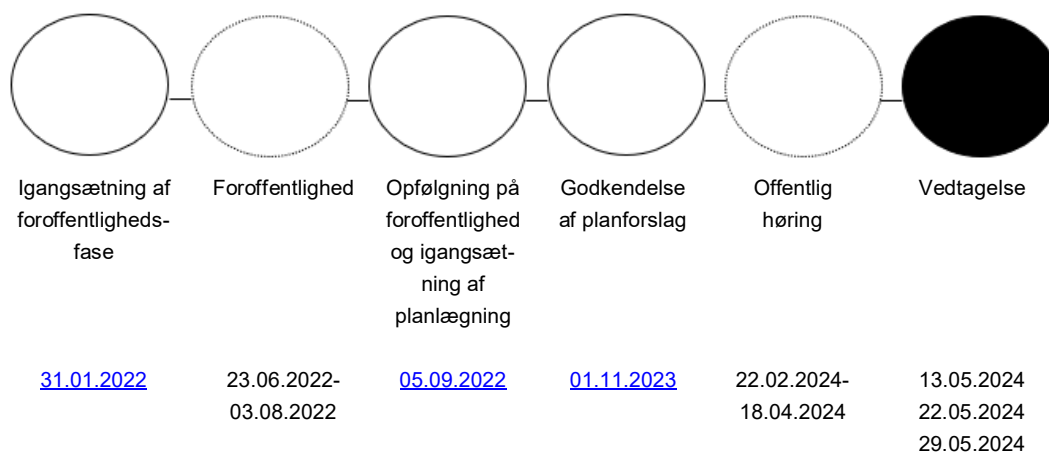 Igangsætning af
foroffentligheds-
fase
Foroffentlighed
Opfølgning på
foroffentlighed
og igangsæt-
ning af
planlægning
Godkendelse
af planforslag
Offentlig
høring
Vedtagelse
31.01.2022
23.06.2022-
03.08.2022
05.09.2022
01.11.2023
22.02.2024-
18.04.2024
13.05.2024
22.05.2024
29.05.2024